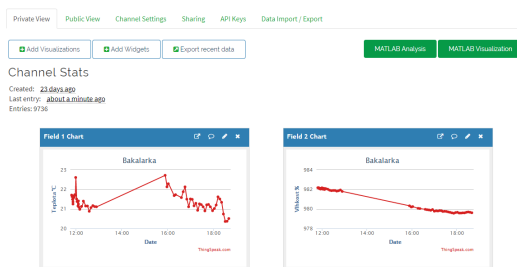 Private View Public View Channel Settings Sharing API Keys Data Import / Export
Add Visualizations Add Widgets Export recent data MATLAB Analysis MATLAB Visualization
Channel Stats
Created: 23 days ago
Last entry: about a minute ago
Entries: 9736
Field 1 Chart
Bakalarka
Teplota °C
23
22
21
20
12:00 14:00 16:00 18:00
Date
ThingSpeak.com
Field 2 Chart
Bakalarka
984
982
980
978
12:00 14:00 16:00 18:00
Date
ThingSpeak.com